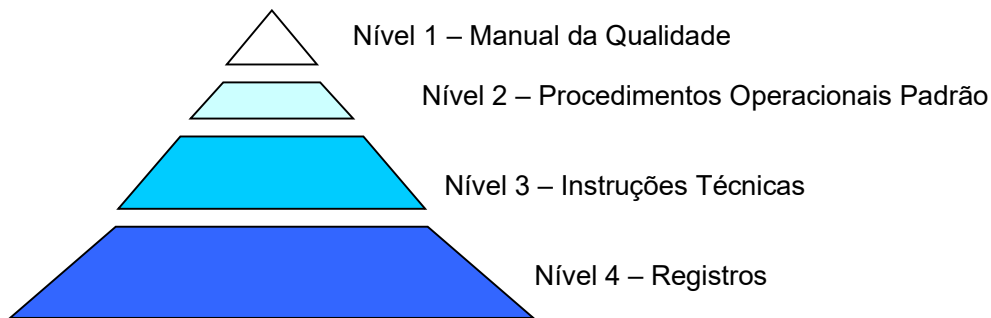 Nível 1 – Manual da Qualidade
Nível 2 – Procedimentos Operacionais Padrão
Nível 3 – Instruções Técnicas
Nível 4 – Registros